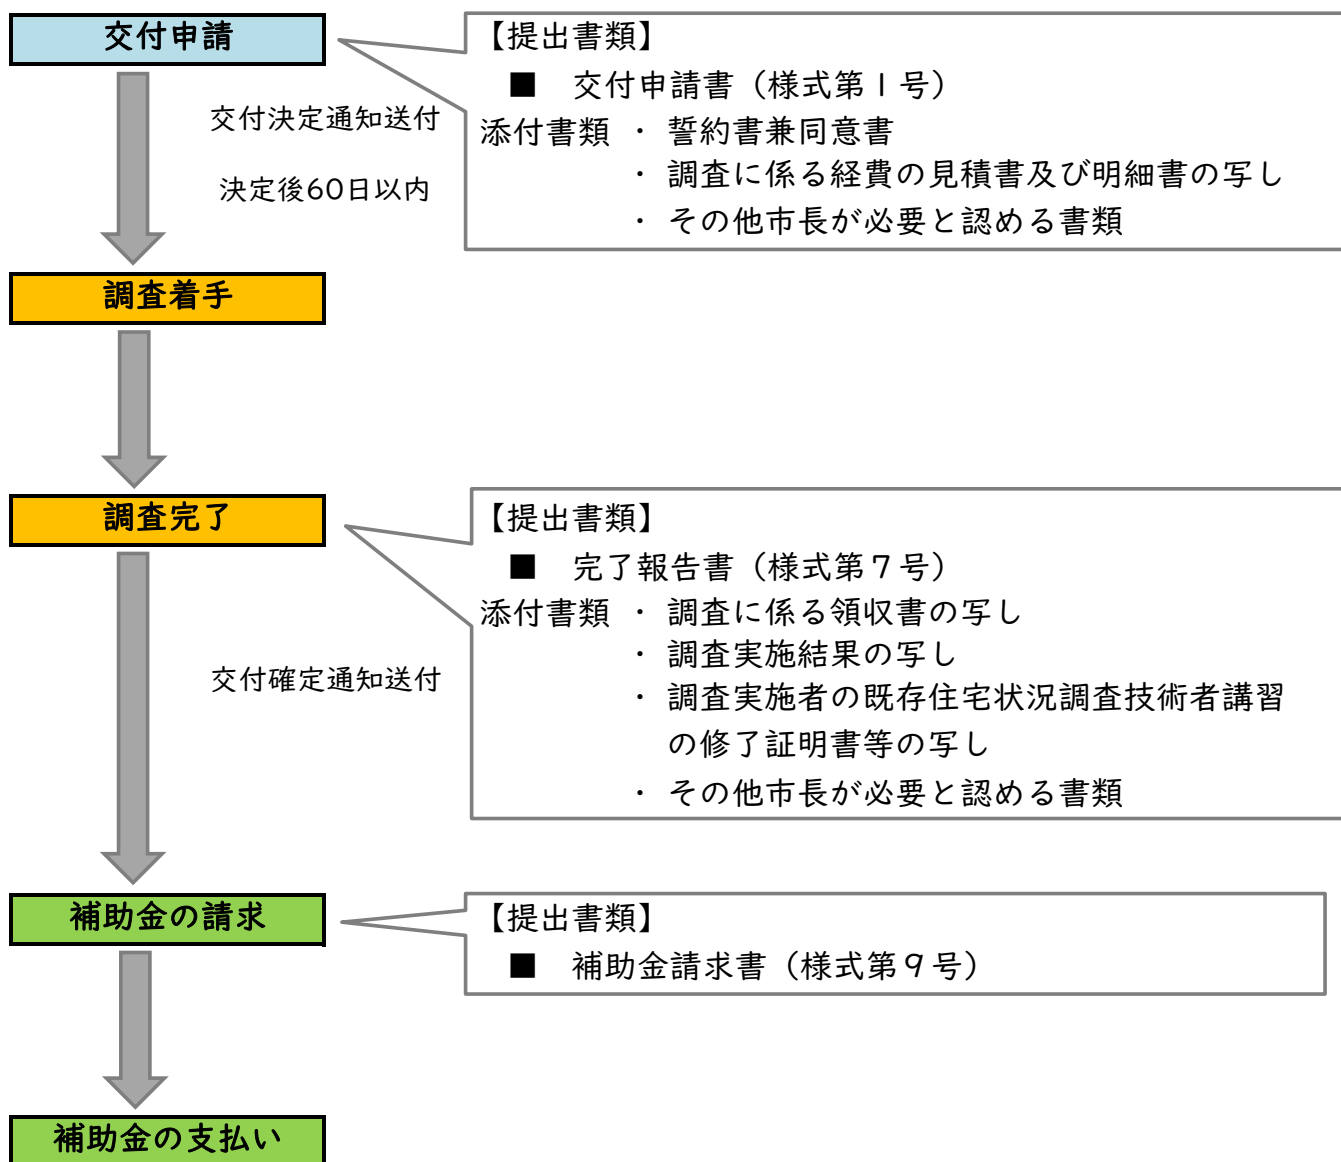 交付申請
【提出書類】
■ 交付申請書（様式第１号）
添付書類 ・ 誓約書兼同意書
・ 調査に係る経費の見積書及び明細書の写し
・ その他市長が必要と認める書類
交付決定通知送付
決定後60日以内
調査着手
調査完了
【提出書類】
■ 完了報告書（様式第７号）
添付書類 ・ 調査に係る領収書の写し
・ 調査実施結果の写し
・ 調査実施者の既存住宅状況調査技術者講習
の修了証明書等の写し
・ その他市長が必要と認める書類
交付確定通知送付
補助金の請求
【提出書類】
■ 補助金請求書（様式第９号）
補助金の支払い